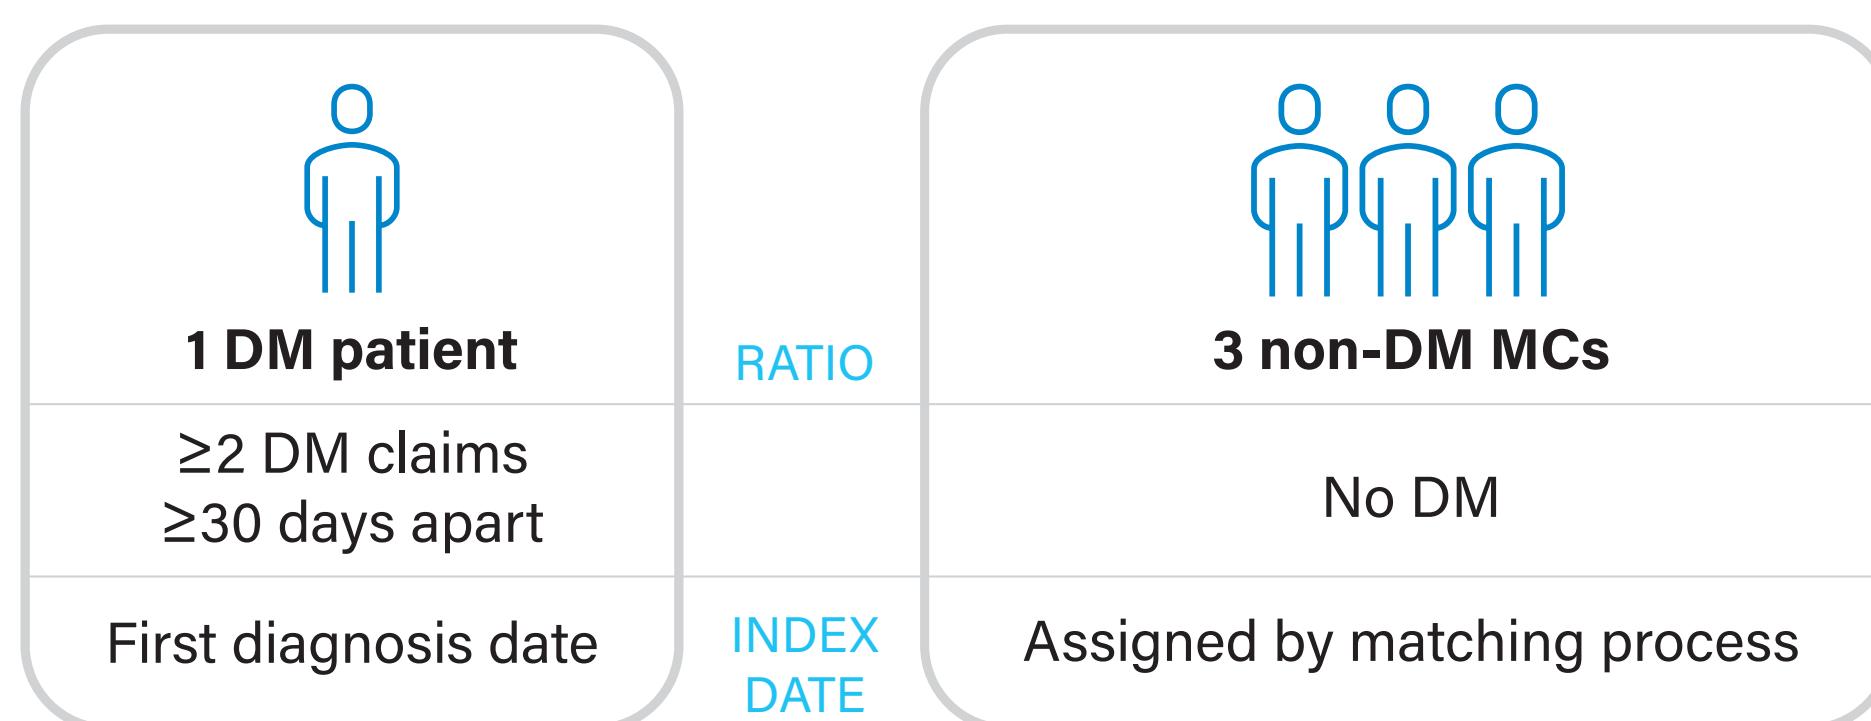 1 DM patient
RATIO
3 non-DM MCs
≥2 DM claims
≥30 days apart
No DM
First diagnosis date
INDEX
DATE
Assigned by matching process